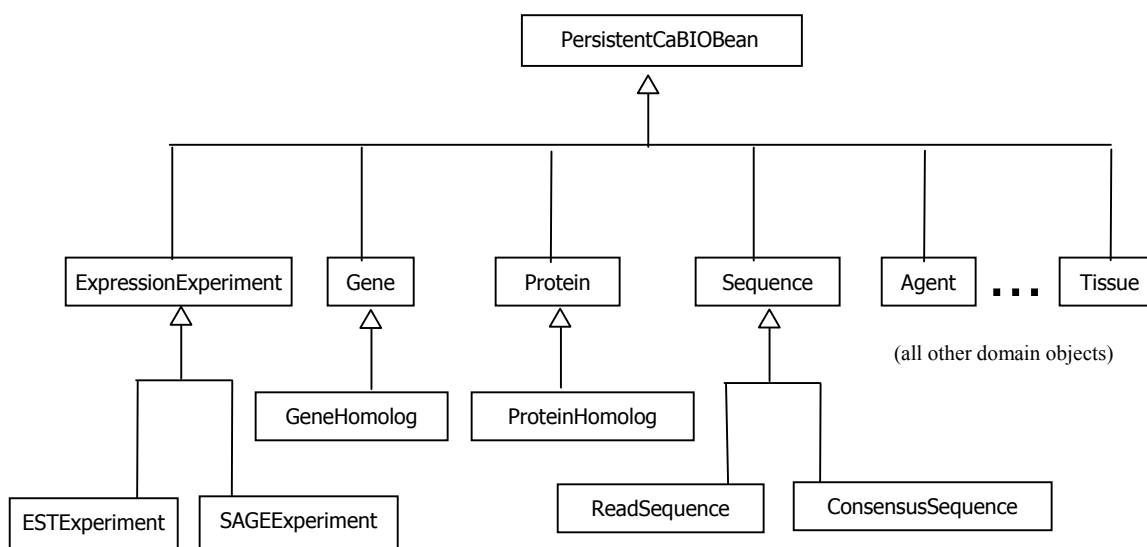 PersistentCaBIOBean
ExpressionExperiment
Gene
Protein
Sequence
Agent
...
Tissue
(all other domain objects)
GeneHomolog
ProteinHomolog
ESTExperiment
SAGEExperiment
ReadSequence
ConsensusSequence